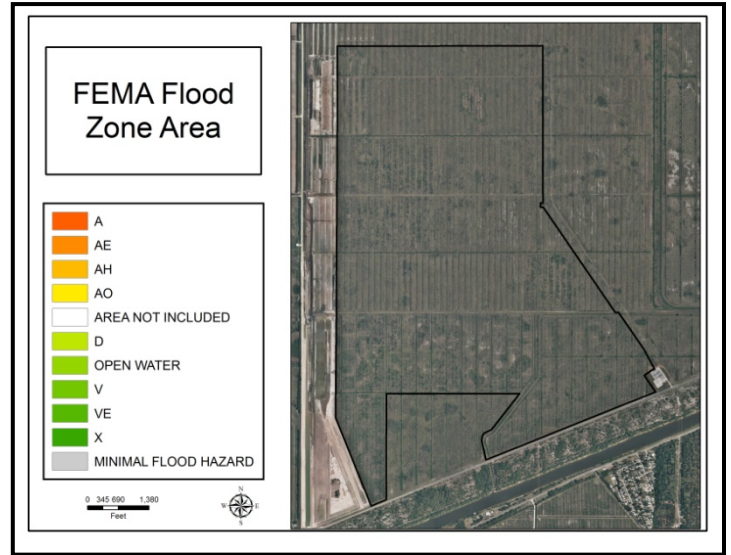 FEMA Flood
Zone Area
A
AE
AH
AO
AREA NOT INCLUDED
D
OPEN WATER
V
VE
X
MINIMAL FLOOD HAZARD
0 345 690 1,380
Feet
N
W E
S